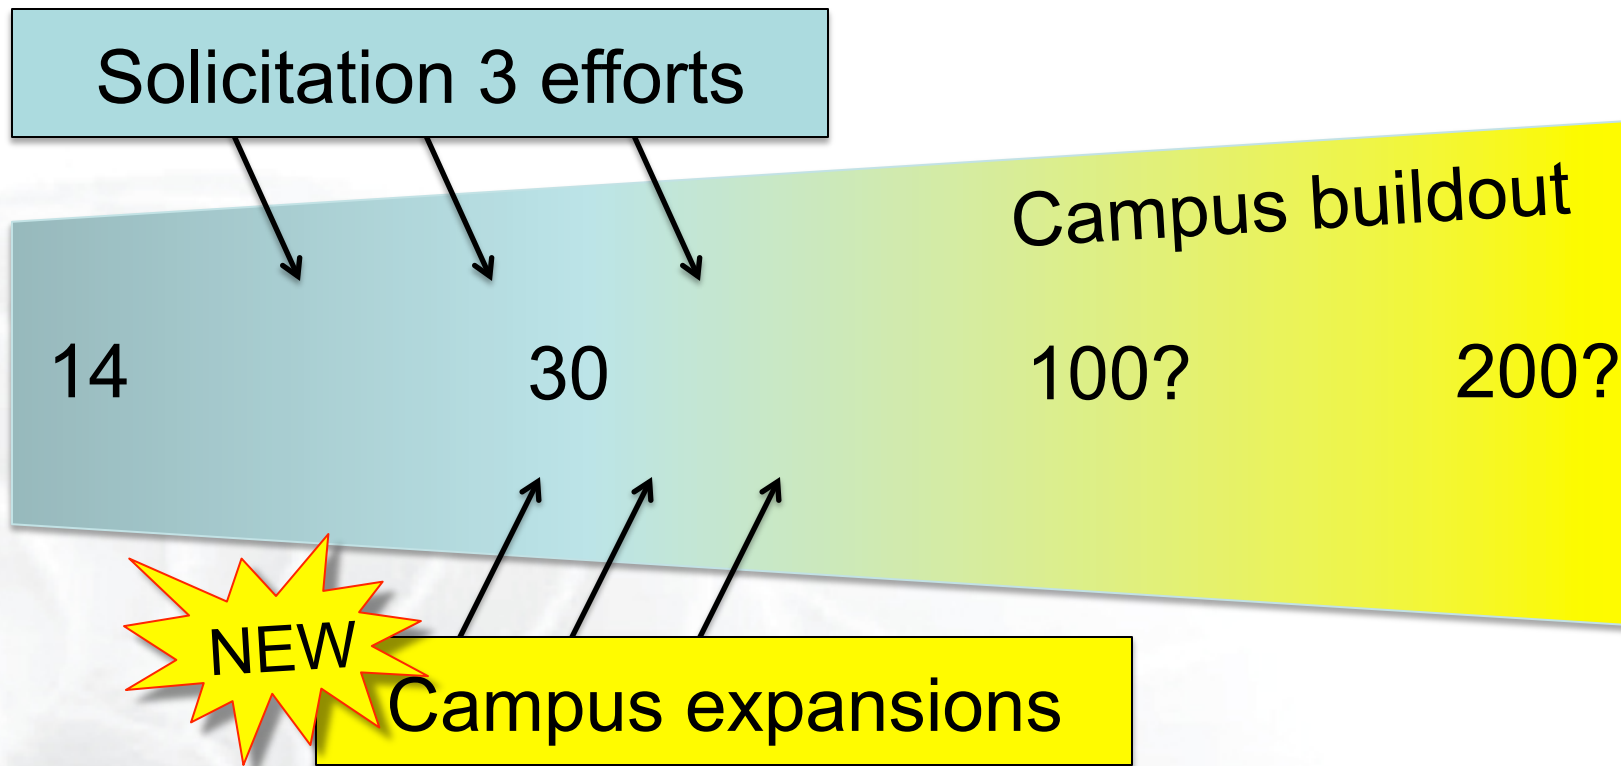 Solicitation 3 efforts
Campus buildout
14 30 100? 200?
NEW
Campus expansions